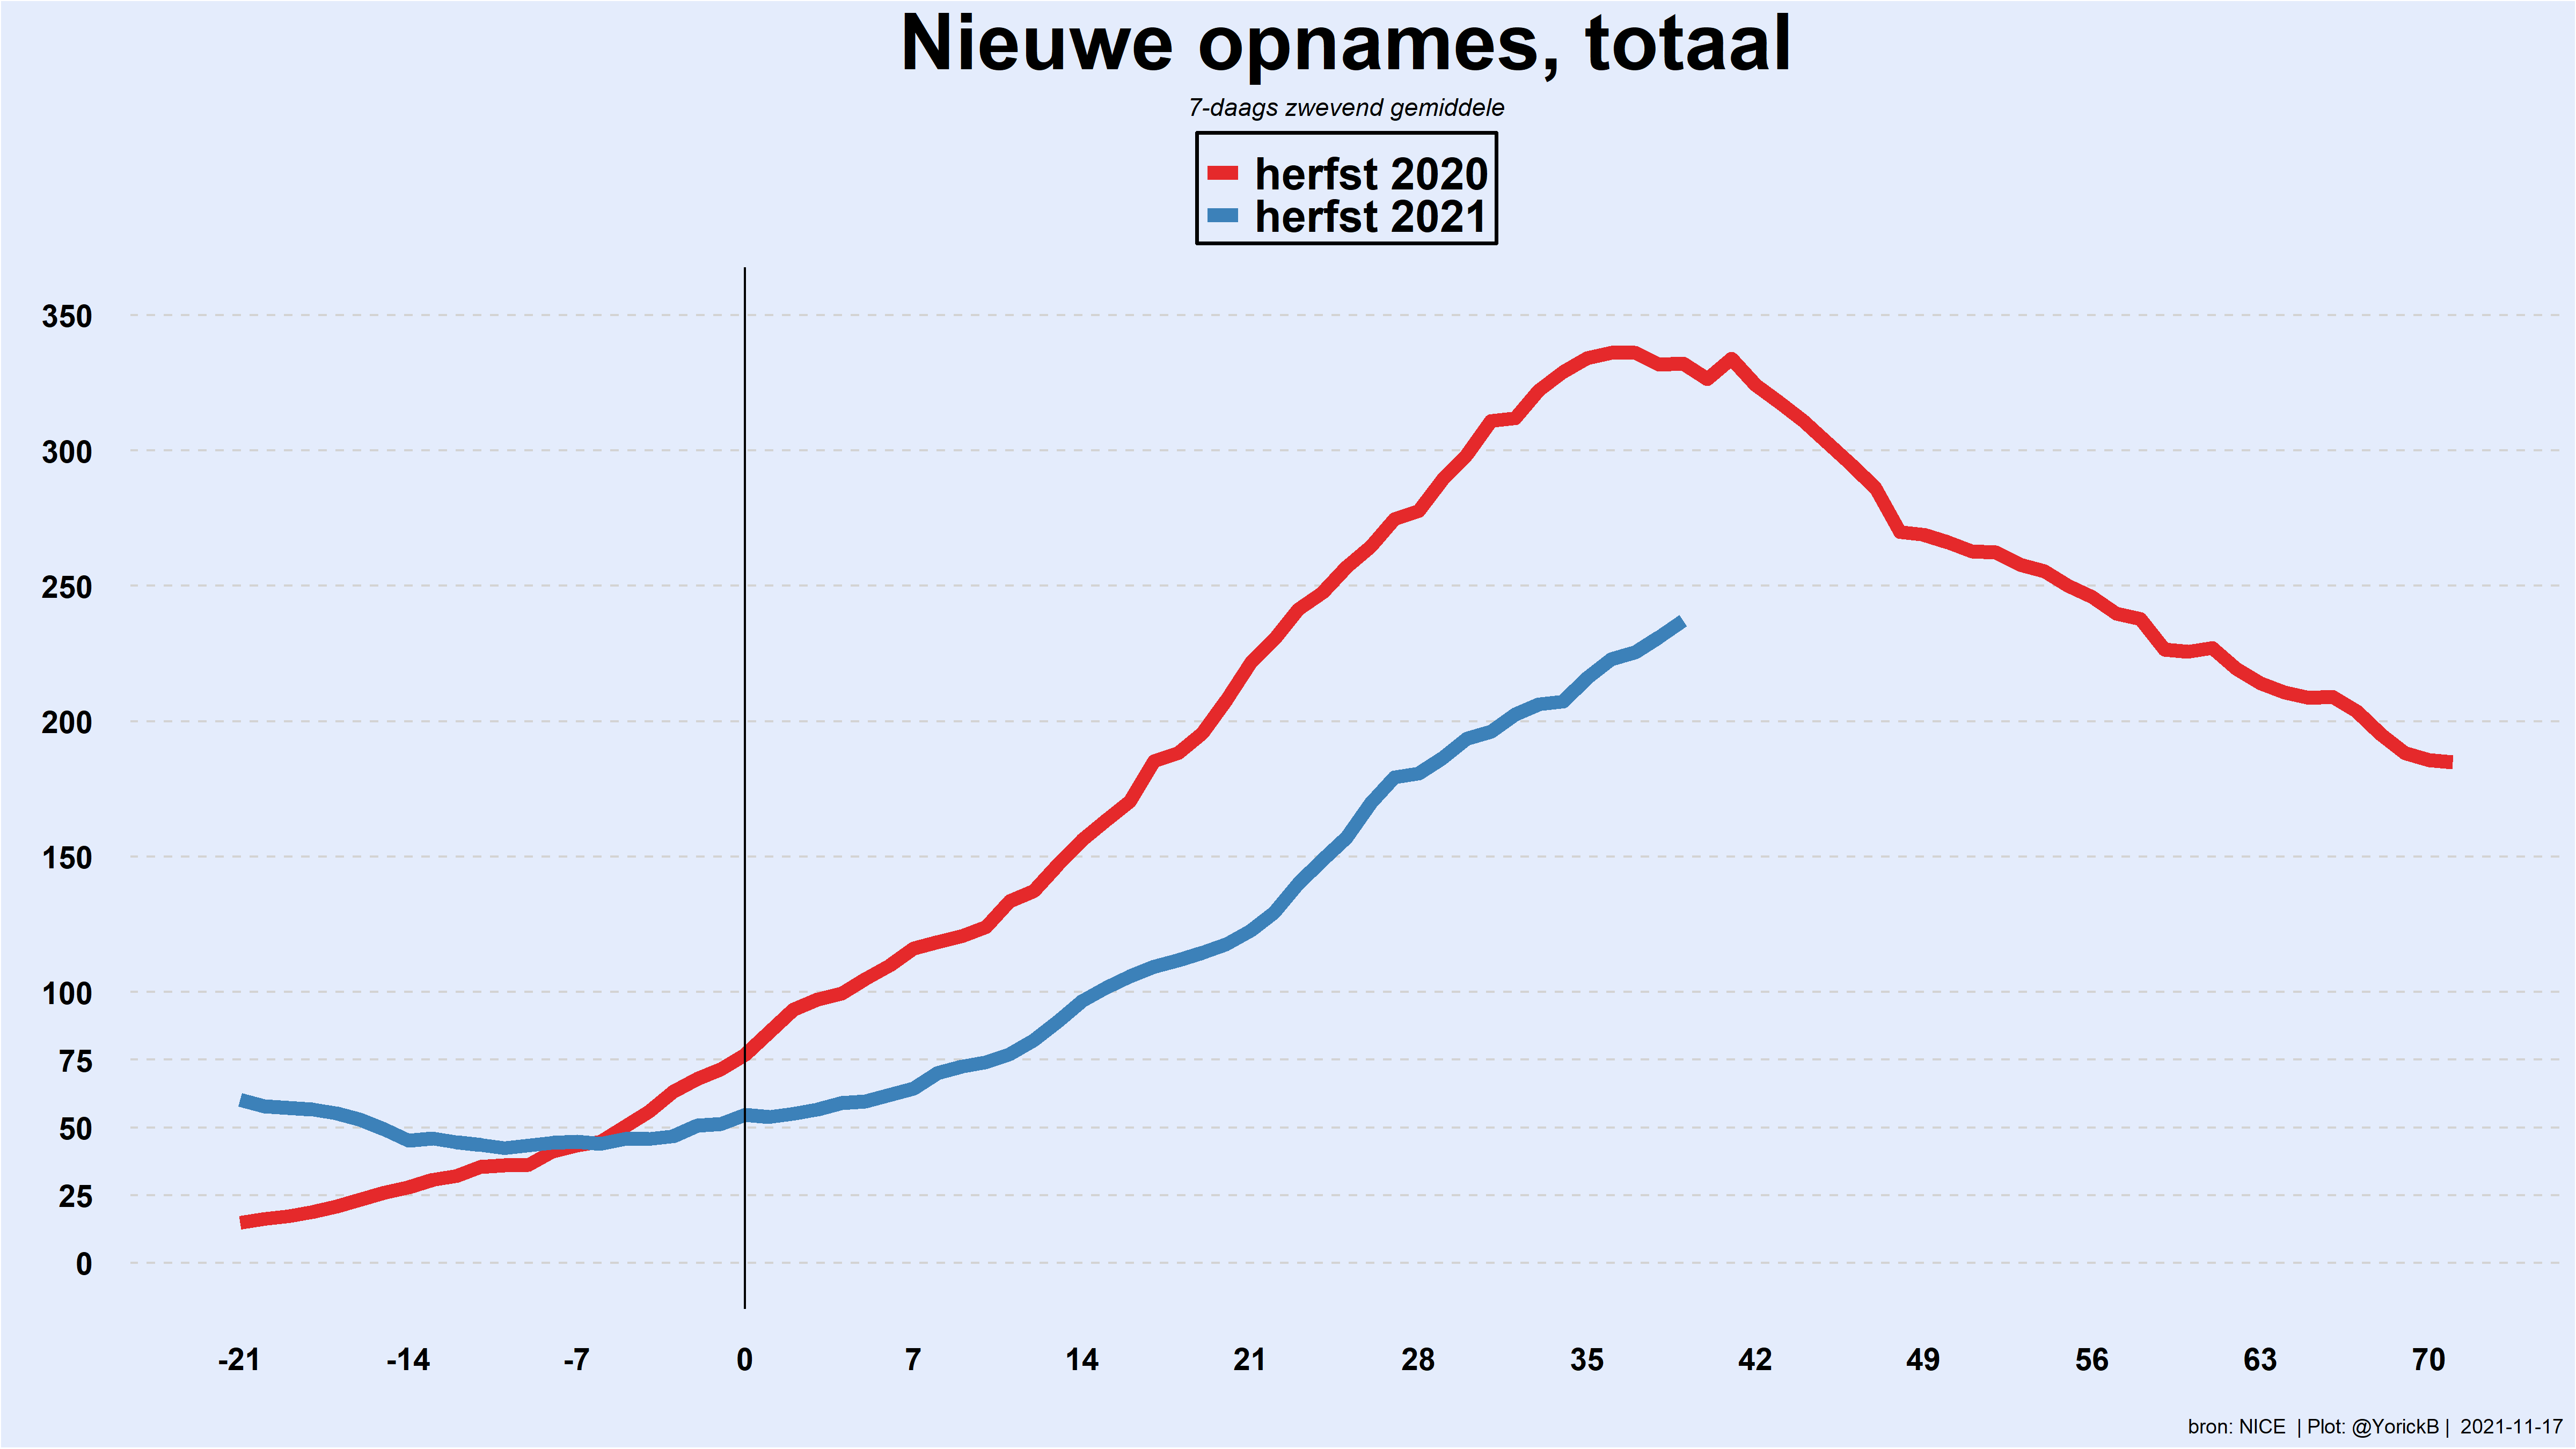 Nieuwe opnames, totaal
7-daags zwevend gemiddele
herfst 2020
herfst 2021
350
300
250
200
150
100
75
50
25
0
-21 -14 -7 0 7 14 21 28 35 42 49 56 63 70
bron: NICE | Plot: @YorickB | 2021-11-17